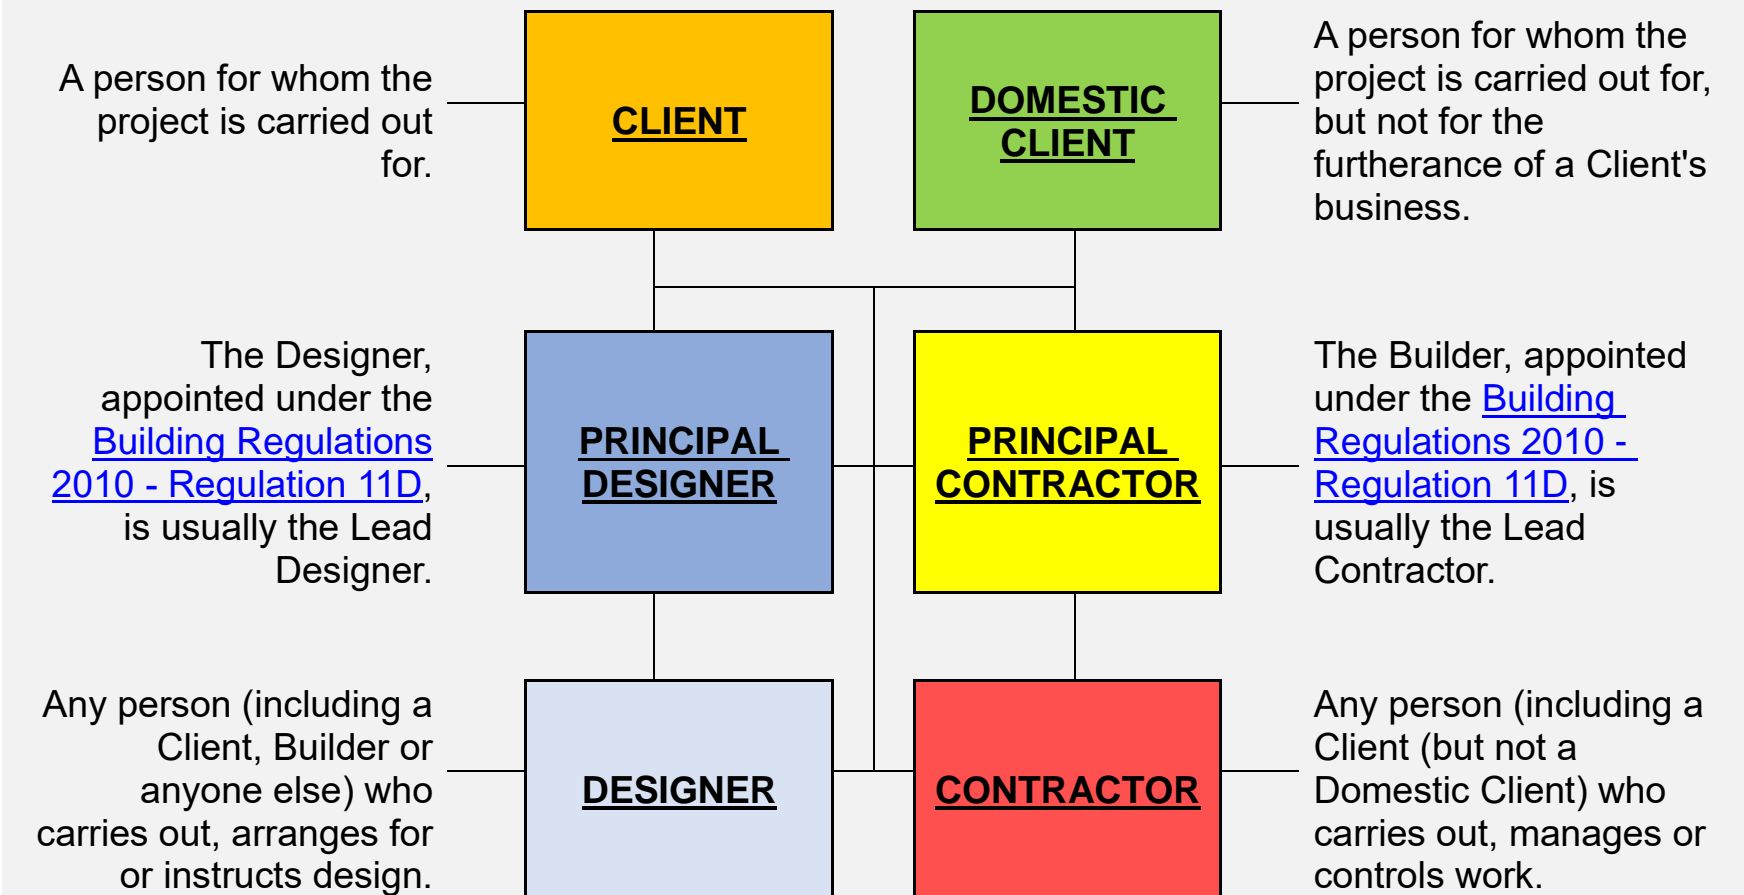 A person for whom the
project is carried out
for.
CLIENT
DOMESTIC
CLIENT
A person for whom the
project is carried out for,
but not for the
furtherance of a Client's
business.
The Designer,
appointed under the
Building Regulations
2010 - Regulation 11D,
is usually the Lead
Designer.
PRINCIPAL
DESIGNER
PRINCIPAL
CONTRACTOR
The Builder, appointed
under the Building
Regulations 2010 -
Regulation 11D, is
usually the Lead
Contractor.
Any person (including a
Client, Builder or
anyone else) who
carries out, arranges for
or instructs design.
DESIGNER
CONTRACTOR
Any person (including a
Client (but not a
Domestic Client) who
carries out, manages or
controls work.